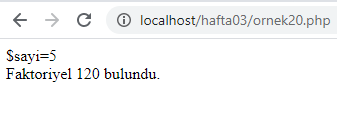 localhost/hafta03/ornek20.php
$sayi=5
Faktoriyel 120 bulundu.